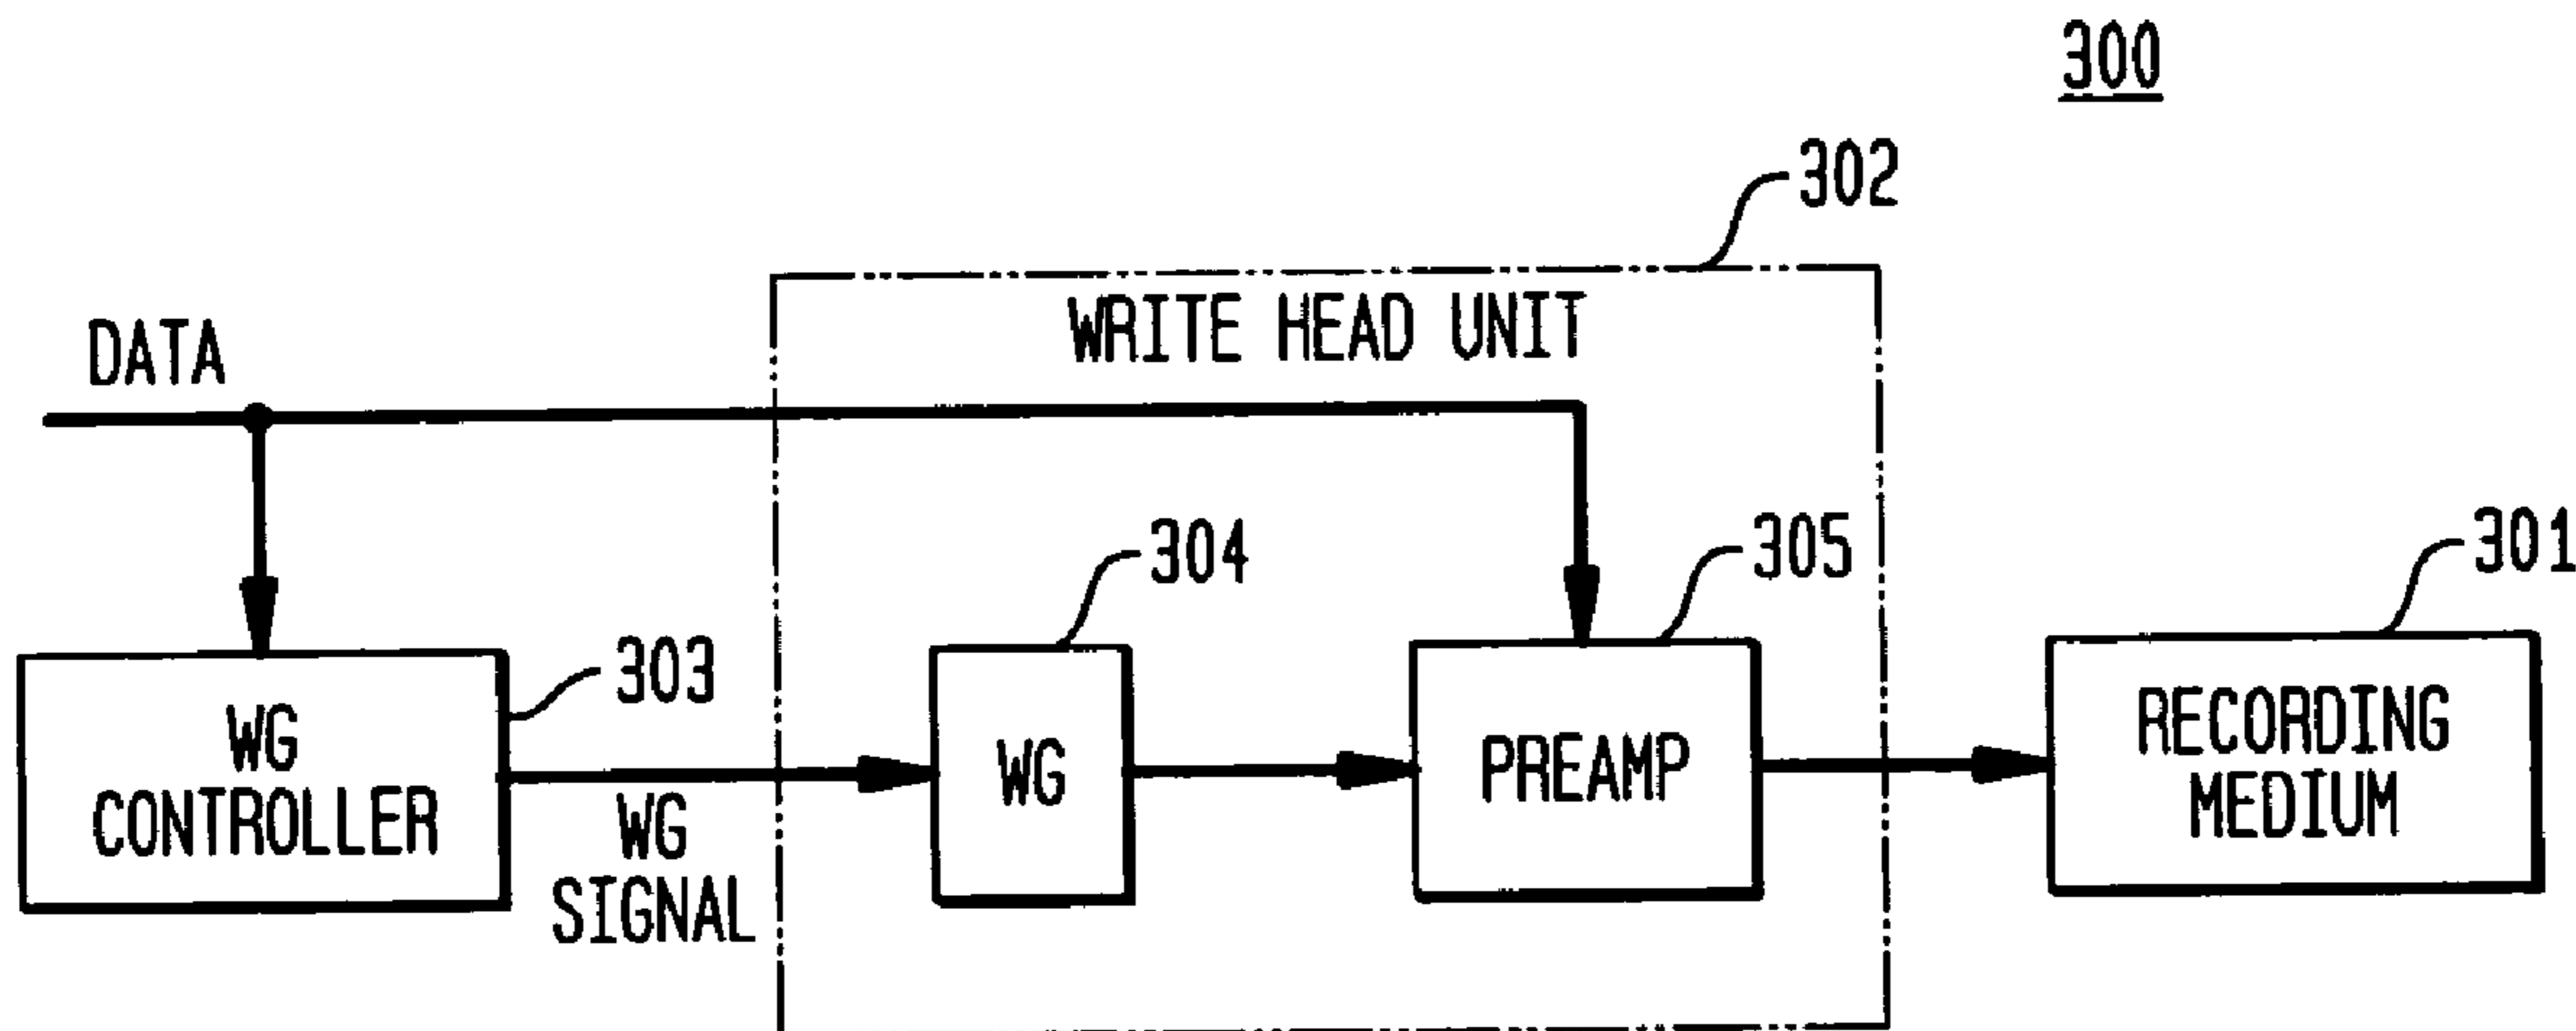 300
302
WRITE HEAD UNIT
DATA
304
305
301
303
WG
CONTROLLER
WG
SIGNAL
WG
PREAMP
RECORDING
MEDIUM